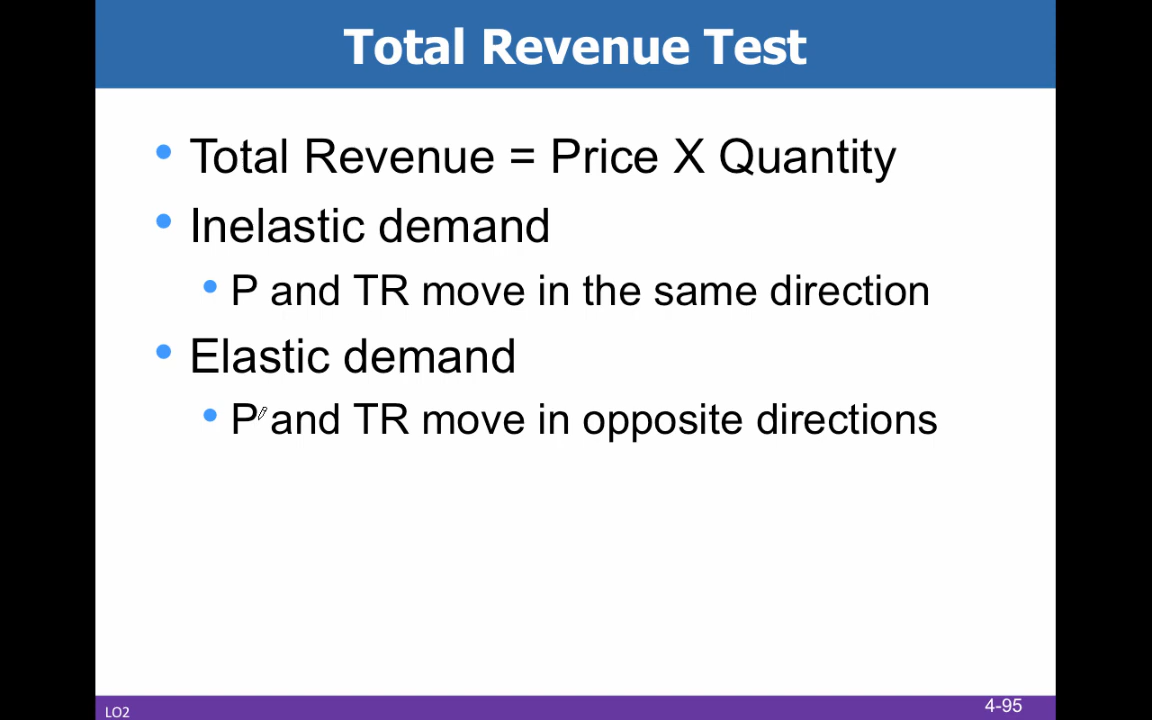 Total Revenue Test
• Total Revenue = Price X Quantity
• Inelastic demand
• P and TR move in the same direction
• Elastic demand
• P and TR move in opposite directions
LO2
4-95